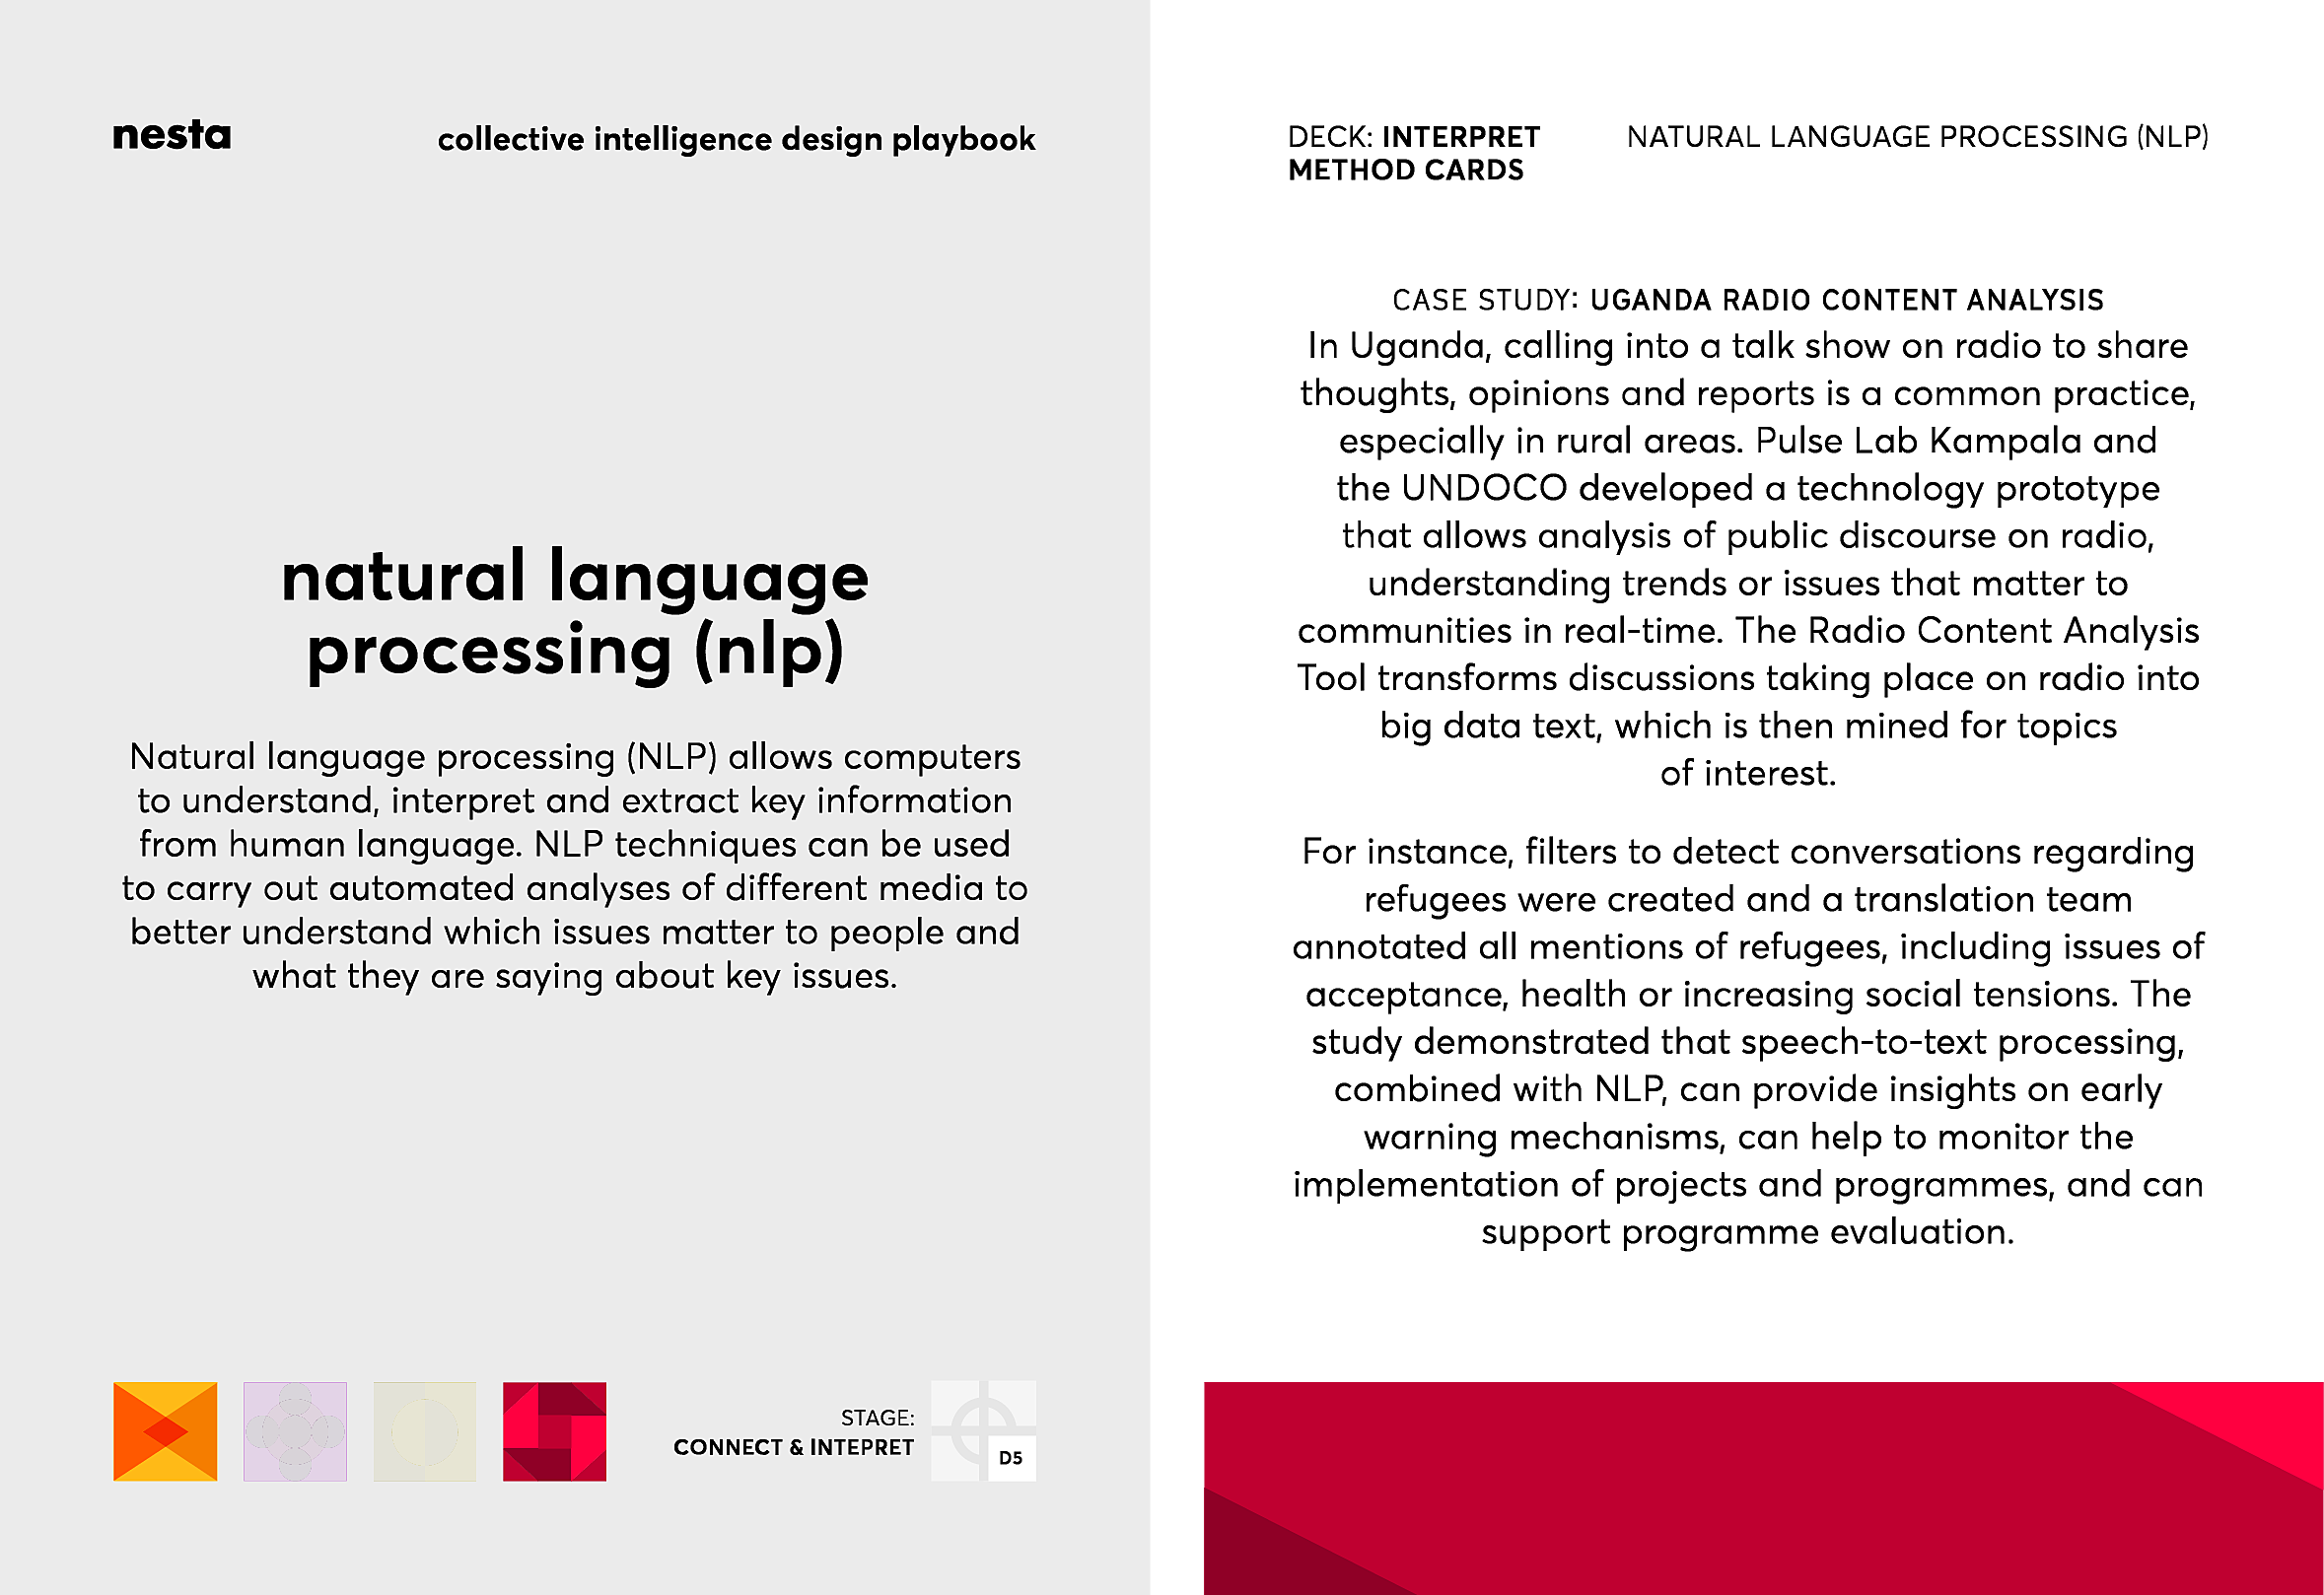 nesta
collective intelligence design playbook
natural language
processing (nlp)
Natural language processing (NLP) allows computers
to understand, interpret and extract key information
from human language. NLP techniques can be used
to carry out automated analyses of different media to
better understand which issues matter to people and
what they are saying about key issues.
STAGE:
CONNECT & INTEPRET
D5
DECK: INTERPRET
METHOD CARDS
NATURAL LANGUAGE PROCESSING (NLP)
CASE STUDY: UGANDA RADIO CONTENT ANALYSIS
In Uganda, calling into a talk show on radio to share
thoughts, opinions and reports is a common practice,
especially in rural areas. Pulse Lab Kampala and
the UNDOCO developed a technology prototype
that allows analysis of public discourse on radio,
understanding trends or issues that matter to
communities in real-time. The Radio Content Analysis
Tool transforms discussions taking place on radio into
big data text, which is then mined for topics
of interest.
For instance, filters to detect conversations regarding
refugees were created and a translation team
annotated all mentions of refugees, including issues of
acceptance, health or increasing social tensions. The
study demonstrated that speech-to-text processing,
combined with NLP, can provide insights on early
warning mechanisms, can help to monitor the
implementation of projects and programmes, and can
support programme evaluation.